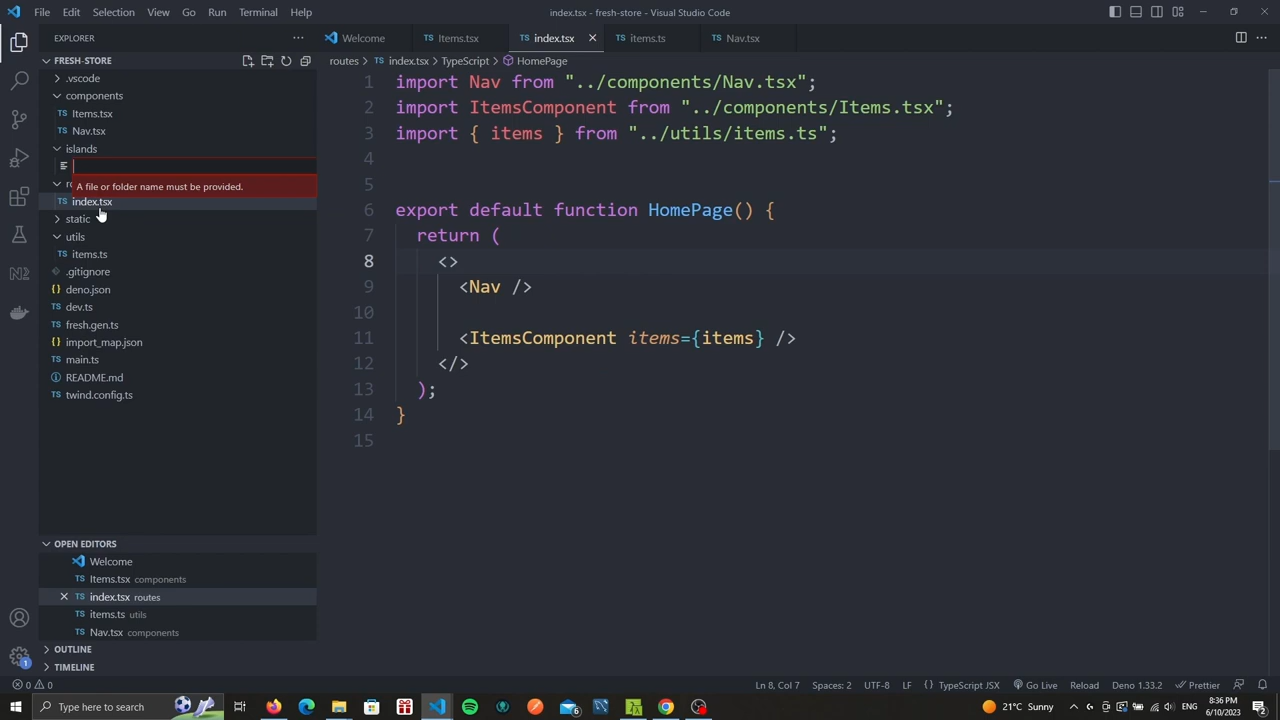 File Edit Selection View Go Run Terminal Help
index.tsx - fresh-store - Visual Studio Code
EXPLORER
Welcome
Items.tsx
index.tsx
items.ts
Nav.tsx
FRESH-STORE
routes > index.tsx > TypeScript > HomePage
.vscode
components
Items.tsx
Nav.tsx
islands
A file or folder name must be provided.
index.tsx
static
utils
items.ts
.gitignore
deno.json
dev.ts
fresh.gen.ts
import_map.json
main.ts
README.md
twind.config.ts
1 import Nav from "../components/Nav.tsx";
2 import ItemsComponent from "../components/Items.tsx";
3 import { items } from "../utils/items.ts";
4
5
6 export default function HomePage() {
7 return (
8 <>
9 <Nav />
10
11 <ItemsComponent items={items} />
12 </>
13 );
14 }
15
OPEN EDITORS
Welcome
Items.tsx components
index.tsx routes
items.ts utils
Nav.tsx components
OUTLINE
TIMELINE
1
0 0
Ln 8, Col 7 Spaces: 2 UTF-8 LF {} TypeScript JSX Go Live Reload Deno 1.33.2 Prettier
Type here to search
6
21°C Sunny
ENG
8:36 PM
6/10/2023
2